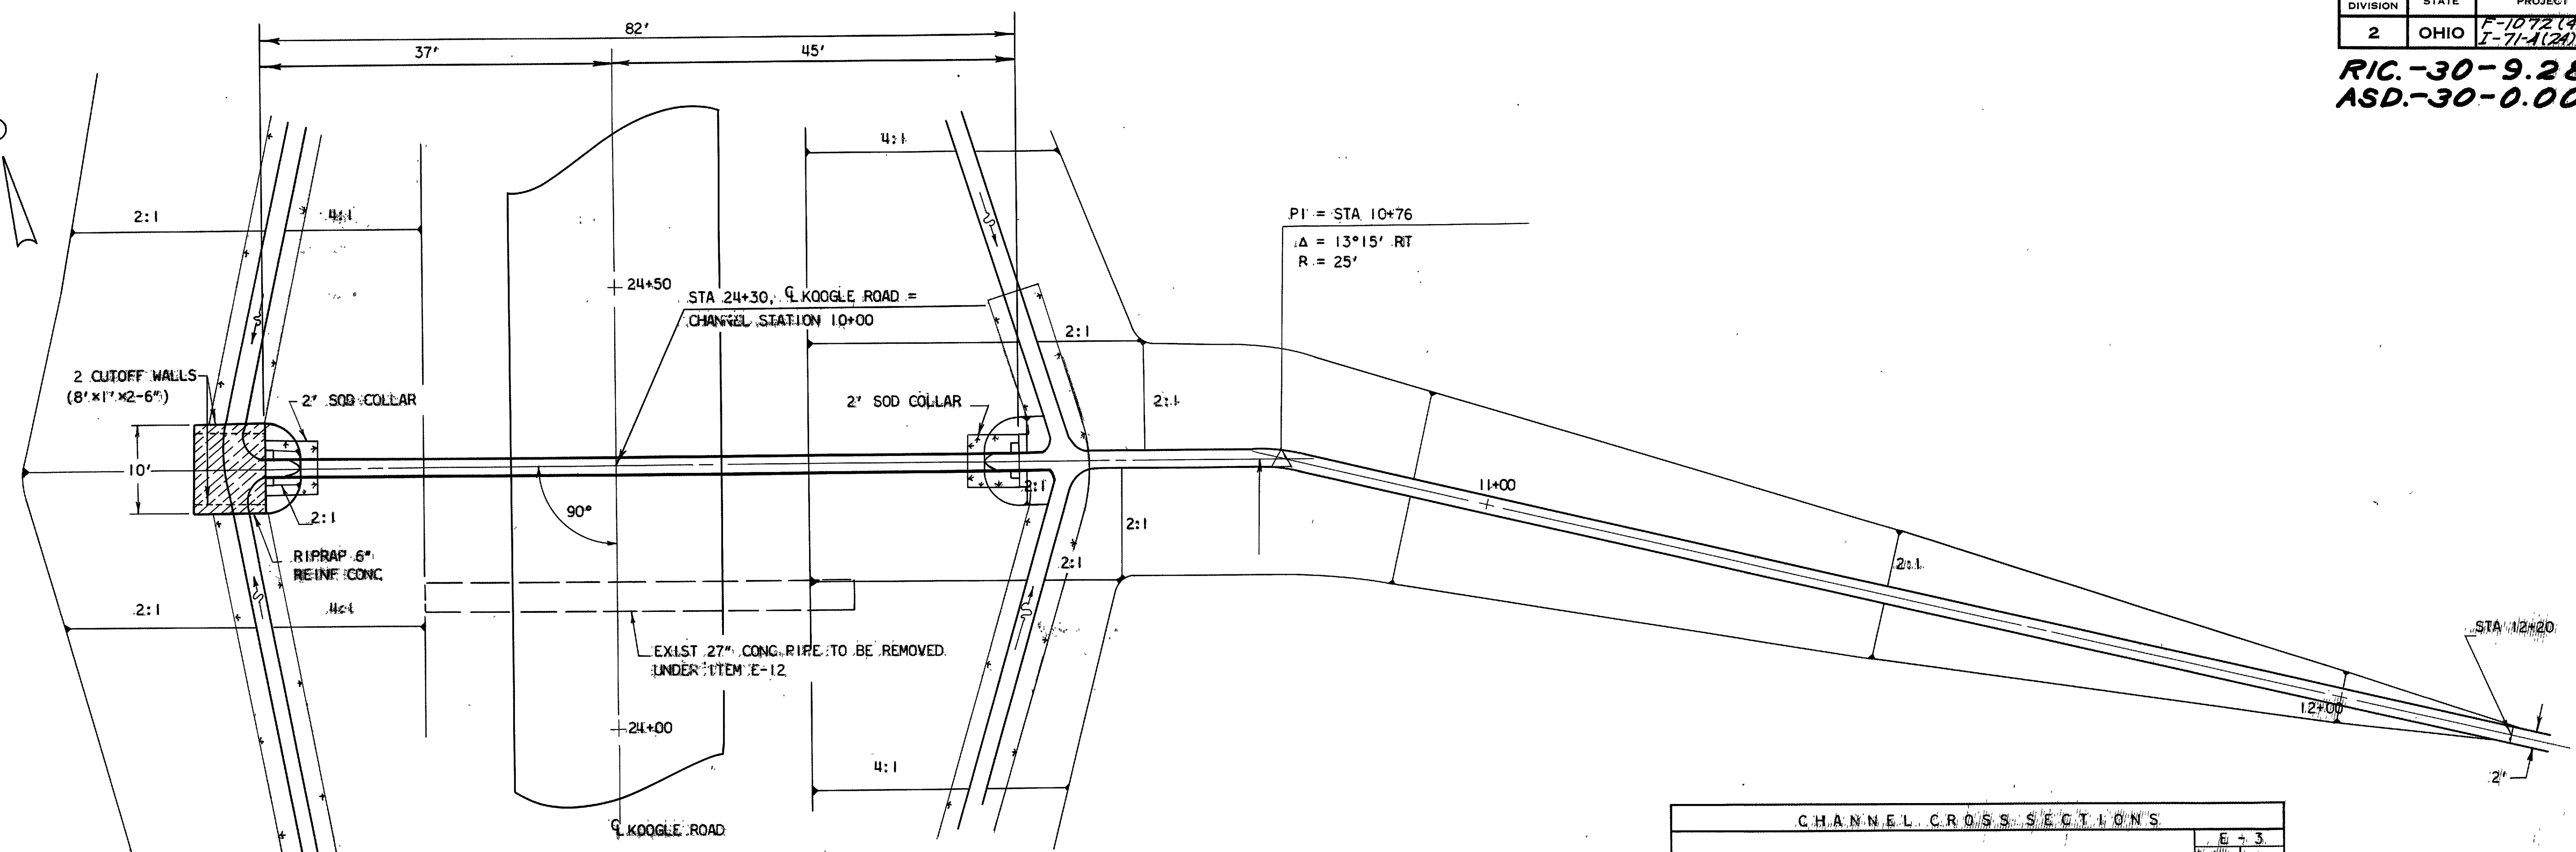 DIVISION STATE PROJECT
2 OHIO F-1072(4
I-71-1(24)
RIC.-30-9.28
ASD.-30-0.00
82'
37' 45'
4:1
2:1 4:1
PI = STA 10+76
Δ = 13°15' RT
R = 25'
24+50
STA 24+30, ℄ KOOGLE ROAD =
CHANNEL STATION 10+00
2:1
2 CUTOFF WALLS
(8'×1'×2-6")
2' SOD COLLAR
2' SOD COLLAR
2:1
10'
2:1
11+00
90°
2:1
2:1
RIPRAP 6"
REINF CONC
2:1
2:1
2:1 4:1
EXIST 27" CONC PIPE TO BE REMOVED
UNDER ITEM E-12
STA 12+20
12+00
24+00
4:1
2'
℄ KOOGLE ROAD
CHANNEL CROSS SECTIONS
E-3